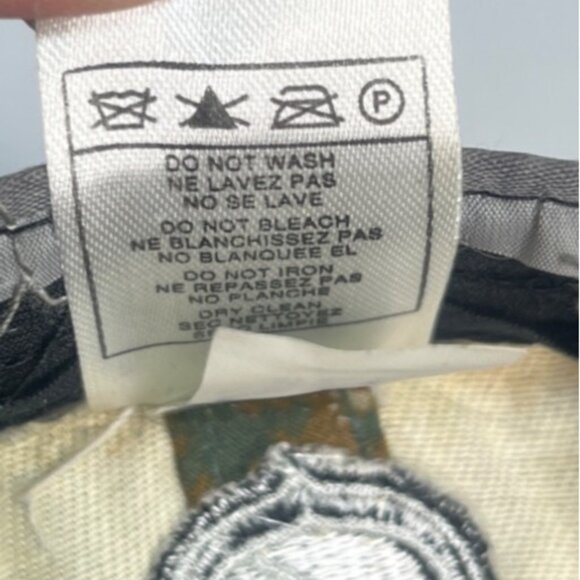 P
DO NOT WASH
NE LAVEZ PAS
NO SE LAVE
DO NOT BLEACH
NE BLANCHISSEZ PAS
NO BLANQUEE EL
DO NOT IRON
NE REPASSEZ PAS
NO PLANCHE
DRY CLEAN
SEC NETTOYEZ
LIMPIE